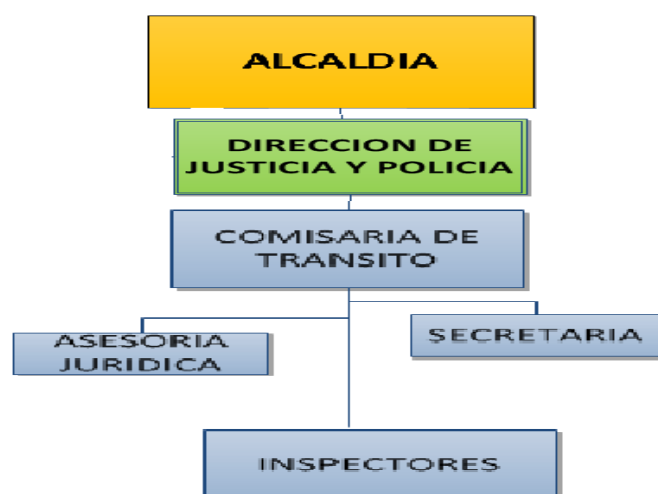 ALCALDIA
DIRECCION DE
JUSTICIA Y POLICIA
COMISARIA DE
TRANSITO
ASESORIA
JURIDICA
SECRETARIA
INSPECTORES